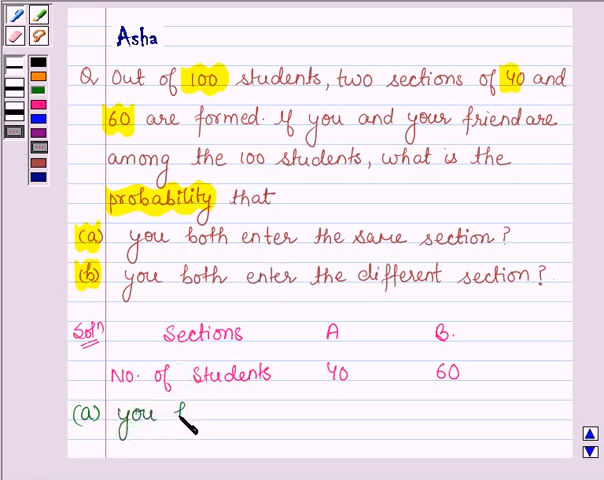 Asha
Q Out of 100 students, two sections of 40 and
60 are formed. If you and your friend are
among the 100 students, what is the
probability that
(a) you both enter the same section?
(b) you both enter the different section?
Soln Sections A B.
No. of Students 40 60
(a) you